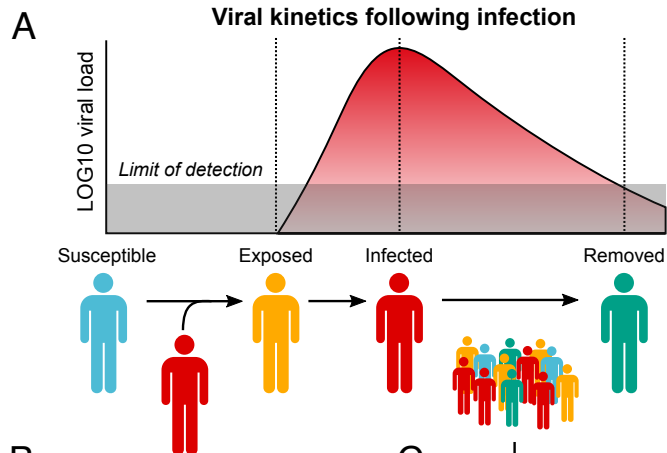 A
Viral kinetics following infection
LOG10 viral load
Limit of detection
Susceptible Exposed Infected Removed